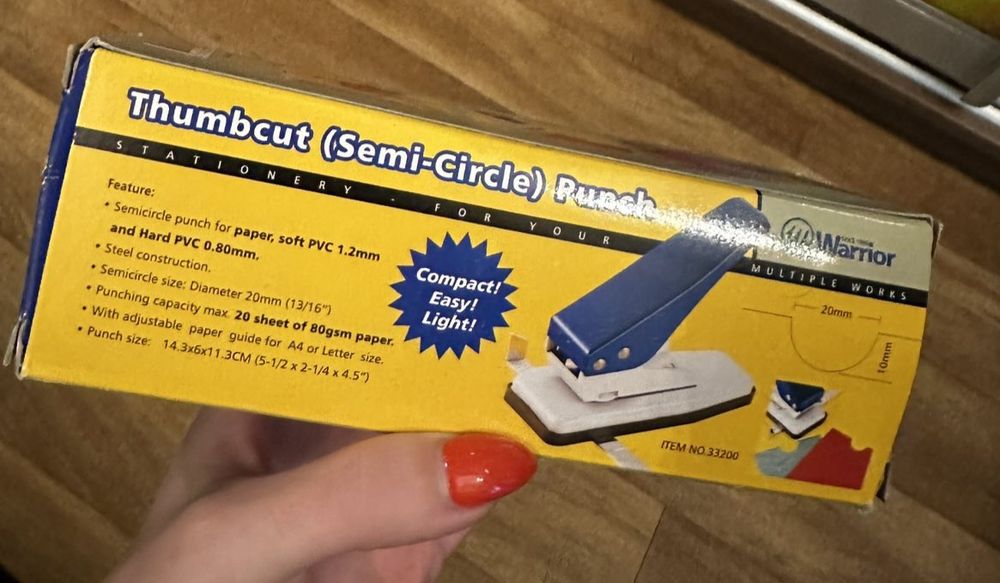 Thumbcut (Semi-Circle) Punch
STATIONERY - FOR YOUR MULTIPLE WORKS
Warrior
Feature:
• Semicircle punch for paper, soft PVC 1.2mm
and Hard PVC 0.80mm,
• Steel construction,
• Semicircle size: Diameter 20mm (13/16")
• Punching capacity max. 20 sheet of 80gsm paper.
• With adjustable paper guide for A4 or Letter size.
• Punch size: 14.3x6x11.3CM (5-1/2 x 2-1/4 x 4.5")
Compact!
Easy!
Light!
20mm
10mm
ITEM NO.33200